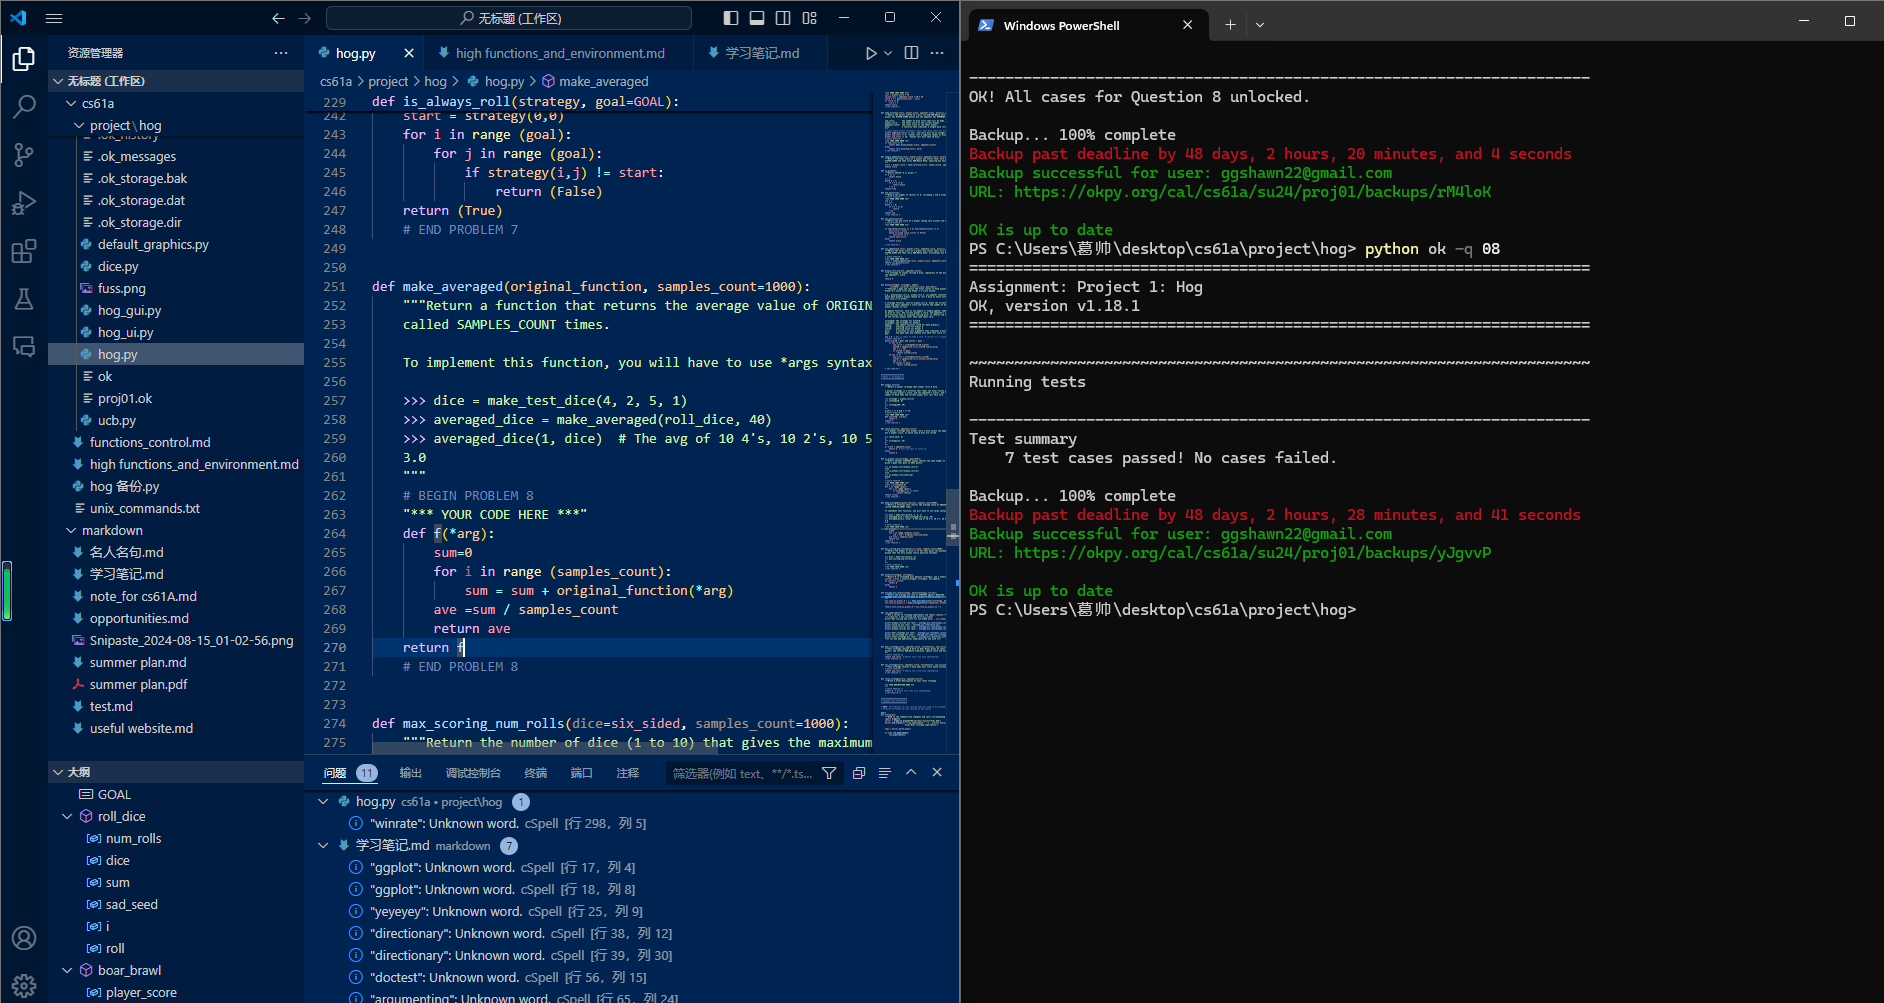 无标题 (工作区)
资源管理器
无标题 (工作区)
cs61a
project\hog
.ok_history
.ok_messages
.ok_storage.bak
.ok_storage.dat
.ok_storage.dir
default_graphics.py
dice.py
fuss.png
hog_gui.py
hog_ui.py
hog.py
ok
proj01.ok
ucb.py
functions_control.md
high functions_and_environment.md
hog 备份.py
unix_commands.txt
markdown
名人名句.md
学习笔记.md
note_for cs61A.md
opportunities.md
Snipaste_2024-08-15_01-02-56.png
summer plan.md
summer plan.pdf
test.md
useful website.md
大纲
GOAL
roll_dice
num_rolls
dice
sum
sad_seed
i
roll
boar_brawl
player_score
hog.py
high functions_and_environment.md
学习笔记.md
cs61a > project > hog > hog.py > make_averaged
229 def is_always_roll(strategy, goal=GOAL):
242 start = strategy(0,0)
243 for i in range (goal):
244 for j in range (goal):
245 if strategy(i,j) != start:
246 return (False)
247 return (True)
248 # END PROBLEM 7
249
250
251 def make_averaged(original_function, samples_count=1000):
252 """Return a function that returns the average value of ORIGIN
253 called SAMPLES_COUNT times.
254
255 To implement this function, you will have to use *args syntax
256
257 >>> dice = make_test_dice(4, 2, 5, 1)
258 >>> averaged_dice = make_averaged(roll_dice, 40)
259 >>> averaged_dice(1, dice)  # The avg of 10 4's, 10 2's, 10 5
260 3.0
261 """
262 # BEGIN PROBLEM 8
263 "*** YOUR CODE HERE ***"
264 def f(*arg):
265 sum=0
266 for i in range (samples_count):
267 sum = sum + original_function(*arg)
268 ave =sum / samples_count
269 return ave
270 return f
271 # END PROBLEM 8
272
273
274 def max_scoring_num_rolls(dice=six_sided, samples_count=1000):
275 """Return the number of dice (1 to 10) that gives the maximum
问题 11 输出 调试控制台 终端 端口 注释 筛选器(例如 text、**/*.ts...
hog.py cs61a • project\hog 1
"winrate": Unknown word. cSpell [行 298，列 5]
学习笔记.md markdown 7
"ggplot": Unknown word. cSpell [行 17，列 4]
"ggplot": Unknown word. cSpell [行 18，列 8]
"yeyeyey": Unknown word. cSpell [行 25，列 9]
"directionary": Unknown word. cSpell [行 38，列 12]
"directionary": Unknown word. cSpell [行 39，列 30]
"doctest": Unknown word. cSpell [行 56，列 15]
"argumenting": Unknown word. cSpell [行 65，列 24]
Windows PowerShell
---------------------------------------------------------------------
OK! All cases for Question 8 unlocked.
Backup... 100% complete
Backup past deadline by 48 days, 2 hours, 20 minutes, and 4 seconds
Backup successful for user: ggshawn22@gmail.com
URL: https://okpy.org/cal/cs61a/su24/proj01/backups/rM4loK
OK is up to date
PS C:\Users\葛帅\desktop\cs61a\project\hog> python ok -q 08
=====================================================================
Assignment: Project 1: Hog
OK, version v1.18.1
=====================================================================
~~~~~~~~~~~~~~~~~~~~~~~~~~~~~~~~~~~~~~~~~~~~~~~~~~~~~~~~~~~~~~~~~~~~~
Running tests
---------------------------------------------------------------------
Test summary
7 test cases passed! No cases failed.
Backup... 100% complete
Backup past deadline by 48 days, 2 hours, 28 minutes, and 41 seconds
Backup successful for user: ggshawn22@gmail.com
URL: https://okpy.org/cal/cs61a/su24/proj01/backups/yJgvvP
OK is up to date
PS C:\Users\葛帅\desktop\cs61a\project\hog>